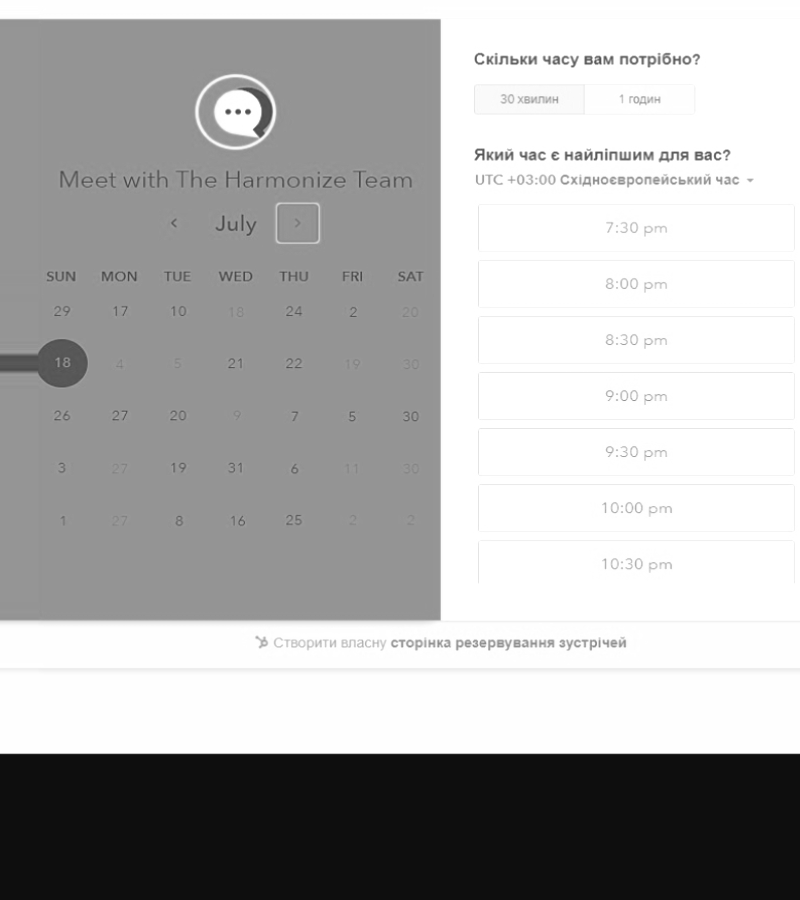 Meet with The Harmonize Team
July
SUN MON TUE WED THU FRI SAT
29 17 10 18 24 2 20
18 4 5 21 22 19 30
26 27 20 9 7 5 30
3 27 19 31 6 11 30
1 27 8 16 25 2 2
Скільки часу вам потрібно?
30 хвилин 1 годин
Який час є найліпшим для вас?
UTC +03:00 Східноєвропейський час
7:30 pm
8:00 pm
8:30 pm
9:00 pm
9:30 pm
10:00 pm
10:30 pm
Створити власну сторінка резервування зустрічей